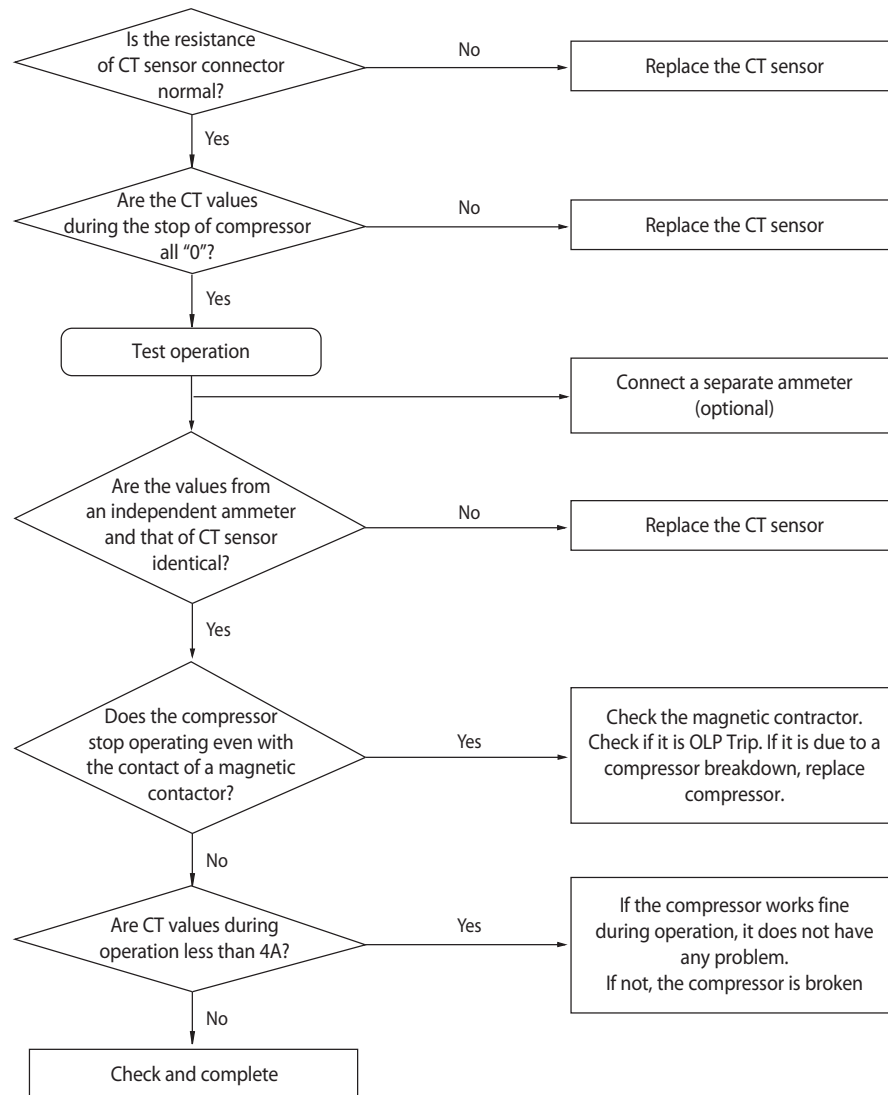 Is the resistance
of CT sensor connector
normal?
No
Replace the CT sensor
Yes
Are the CT values
during the stop of compressor
all “0”?
No
Replace the CT sensor
Yes
Test operation
Connect a separate ammeter
(optional)
Are the values from
an independent ammeter
and that of CT sensor
identical?
No
Replace the CT sensor
Yes
Does the compressor
stop operating even with
the contact of a magnetic
contactor?
Yes
Check the magnetic contractor.
Check if it is OLP Trip. If it is due to a
compressor breakdown, replace
compressor.
No
Are CT values during
operation less than 4A?
Yes
If the compressor works fine
during operation, it does not have
any problem.
If not, the compressor is broken
No
Check and complete